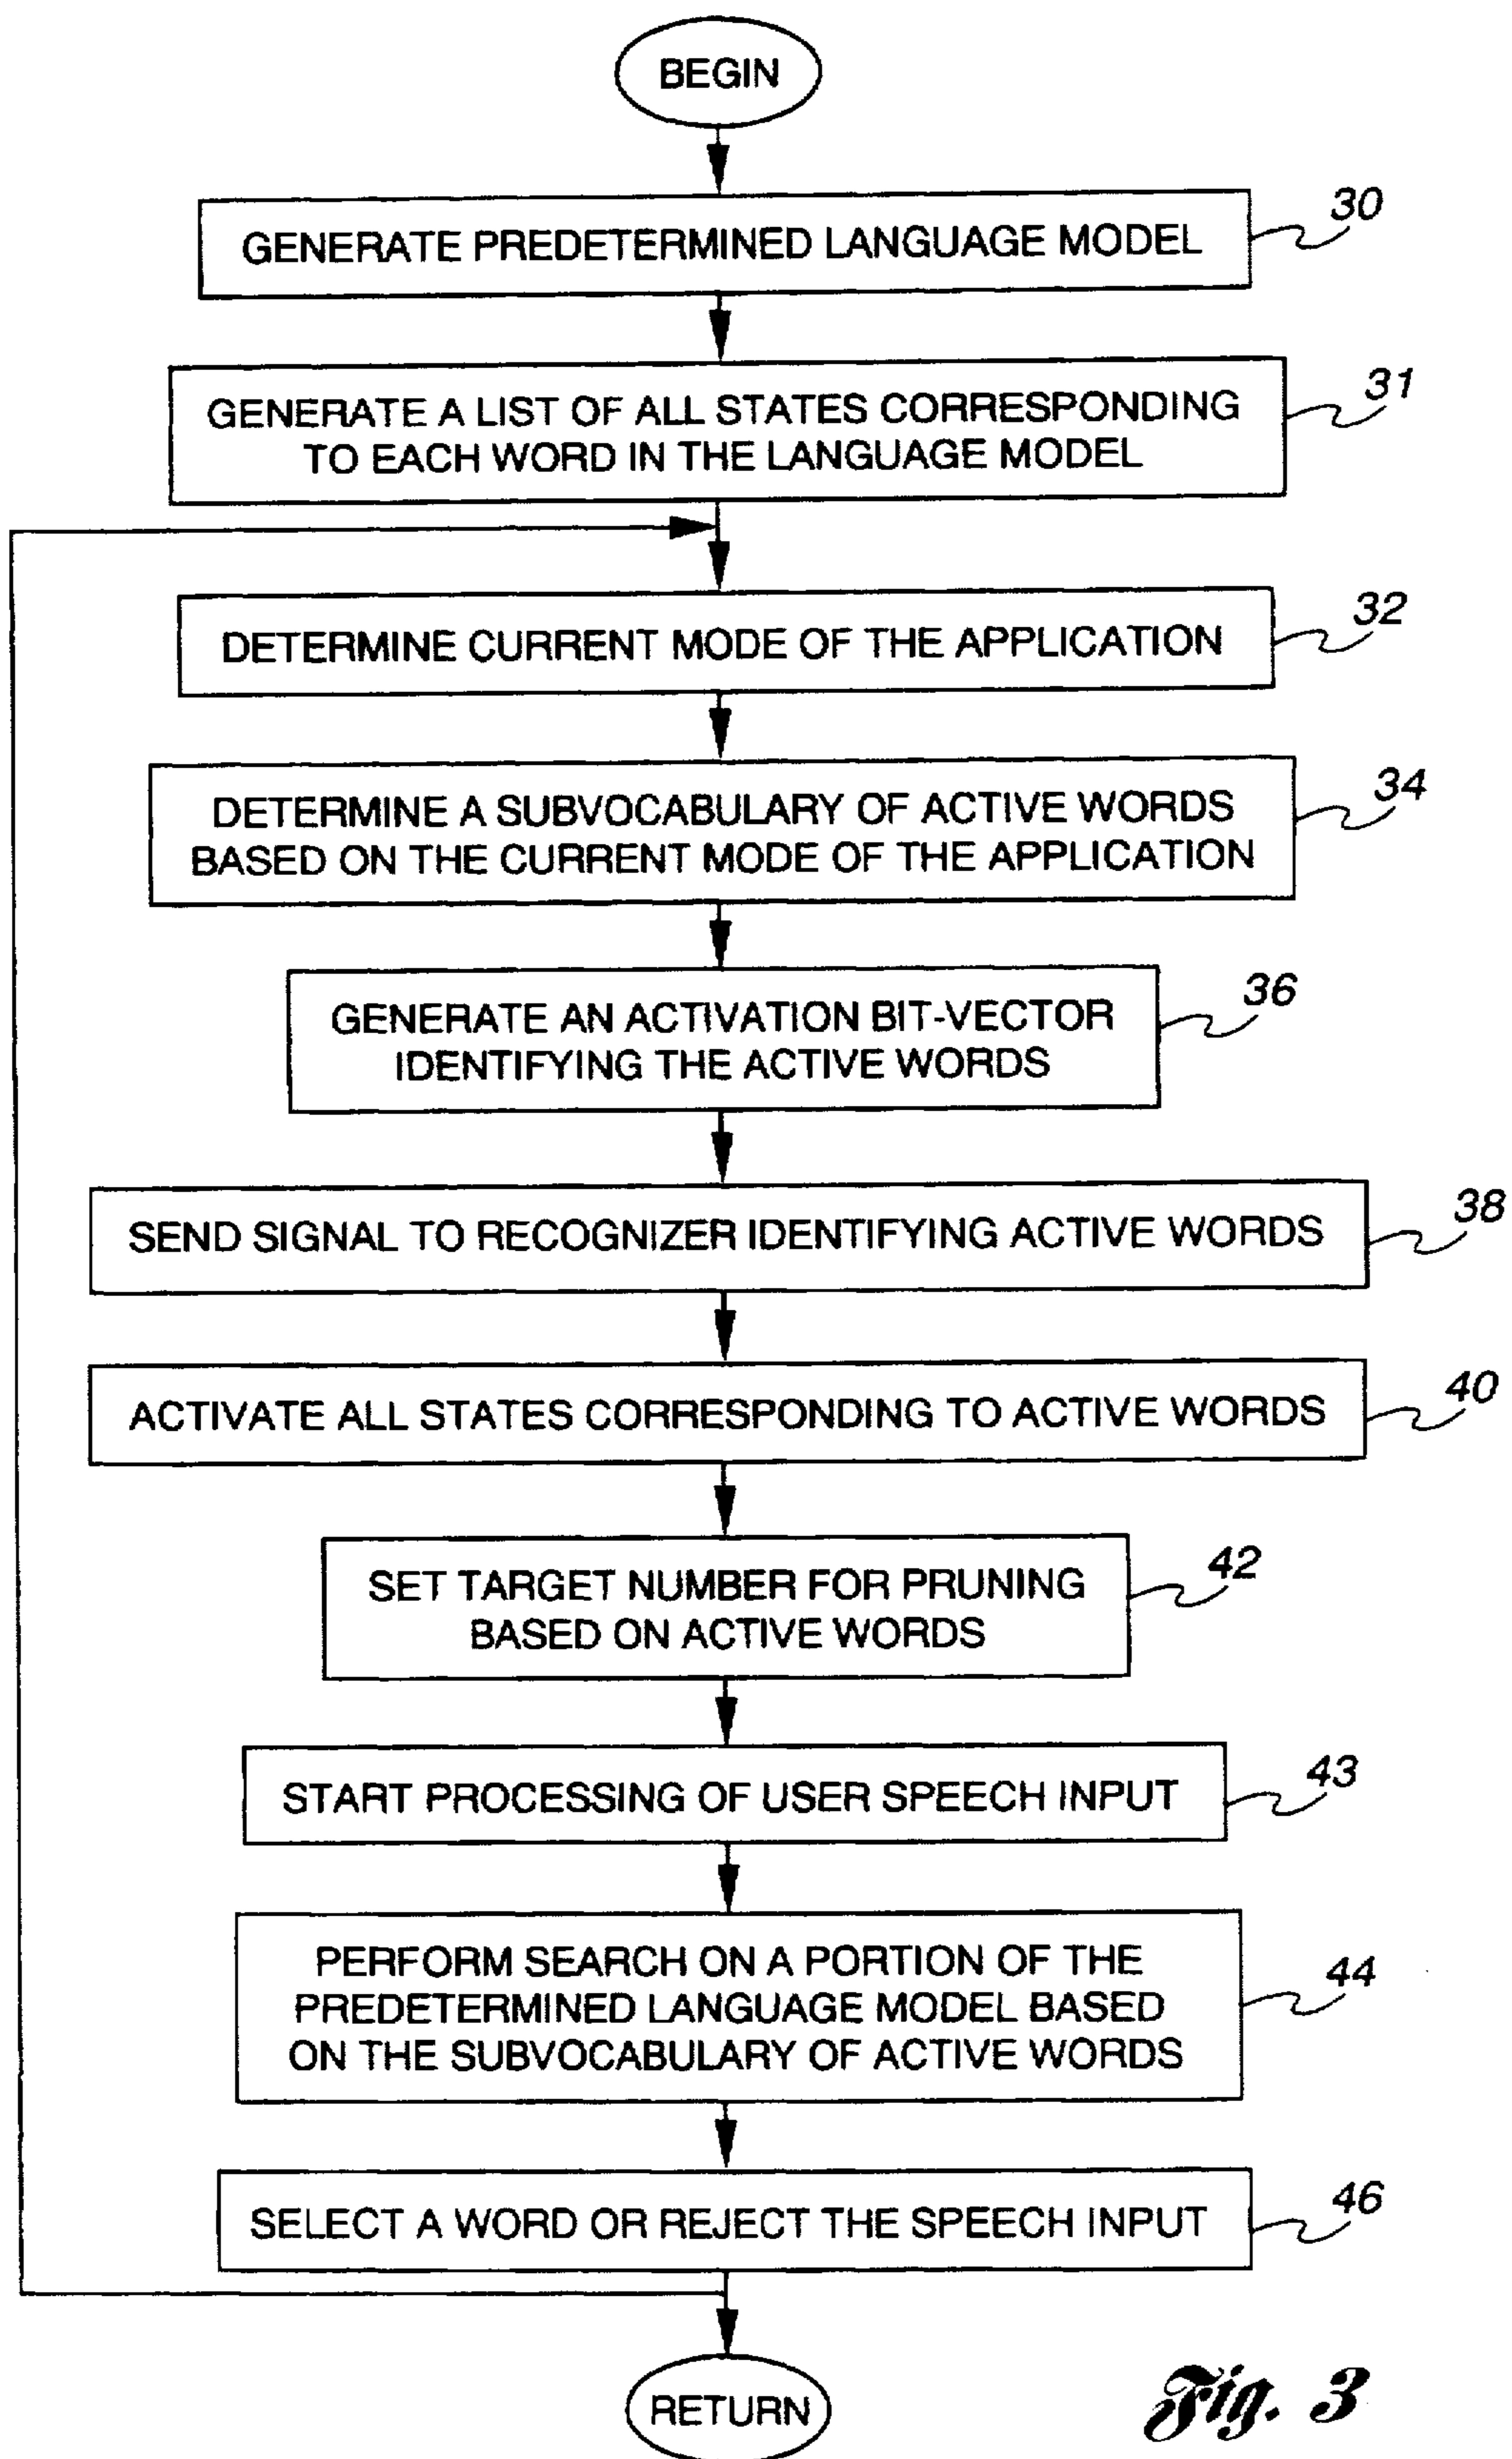 BEGIN
GENERATE PREDETERMINED LANGUAGE MODEL
30
GENERATE A LIST OF ALL STATES CORRESPONDING
TO EACH WORD IN THE LANGUAGE MODEL
31
DETERMINE CURRENT MODE OF THE APPLICATION
32
DETERMINE A SUBVOCABULARY OF ACTIVE WORDS
BASED ON THE CURRENT MODE OF THE APPLICATION
34
GENERATE AN ACTIVATION BIT-VECTOR
IDENTIFYING THE ACTIVE WORDS
36
SEND SIGNAL TO RECOGNIZER IDENTIFYING ACTIVE WORDS
38
ACTIVATE ALL STATES CORRESPONDING TO ACTIVE WORDS
40
SET TARGET NUMBER FOR PRUNING
BASED ON ACTIVE WORDS
42
START PROCESSING OF USER SPEECH INPUT
43
PERFORM SEARCH ON A PORTION OF THE
PREDETERMINED LANGUAGE MODEL BASED
ON THE SUBVOCABULARY OF ACTIVE WORDS
44
SELECT A WORD OR REJECT THE SPEECH INPUT
46
RETURN
Fig. 3